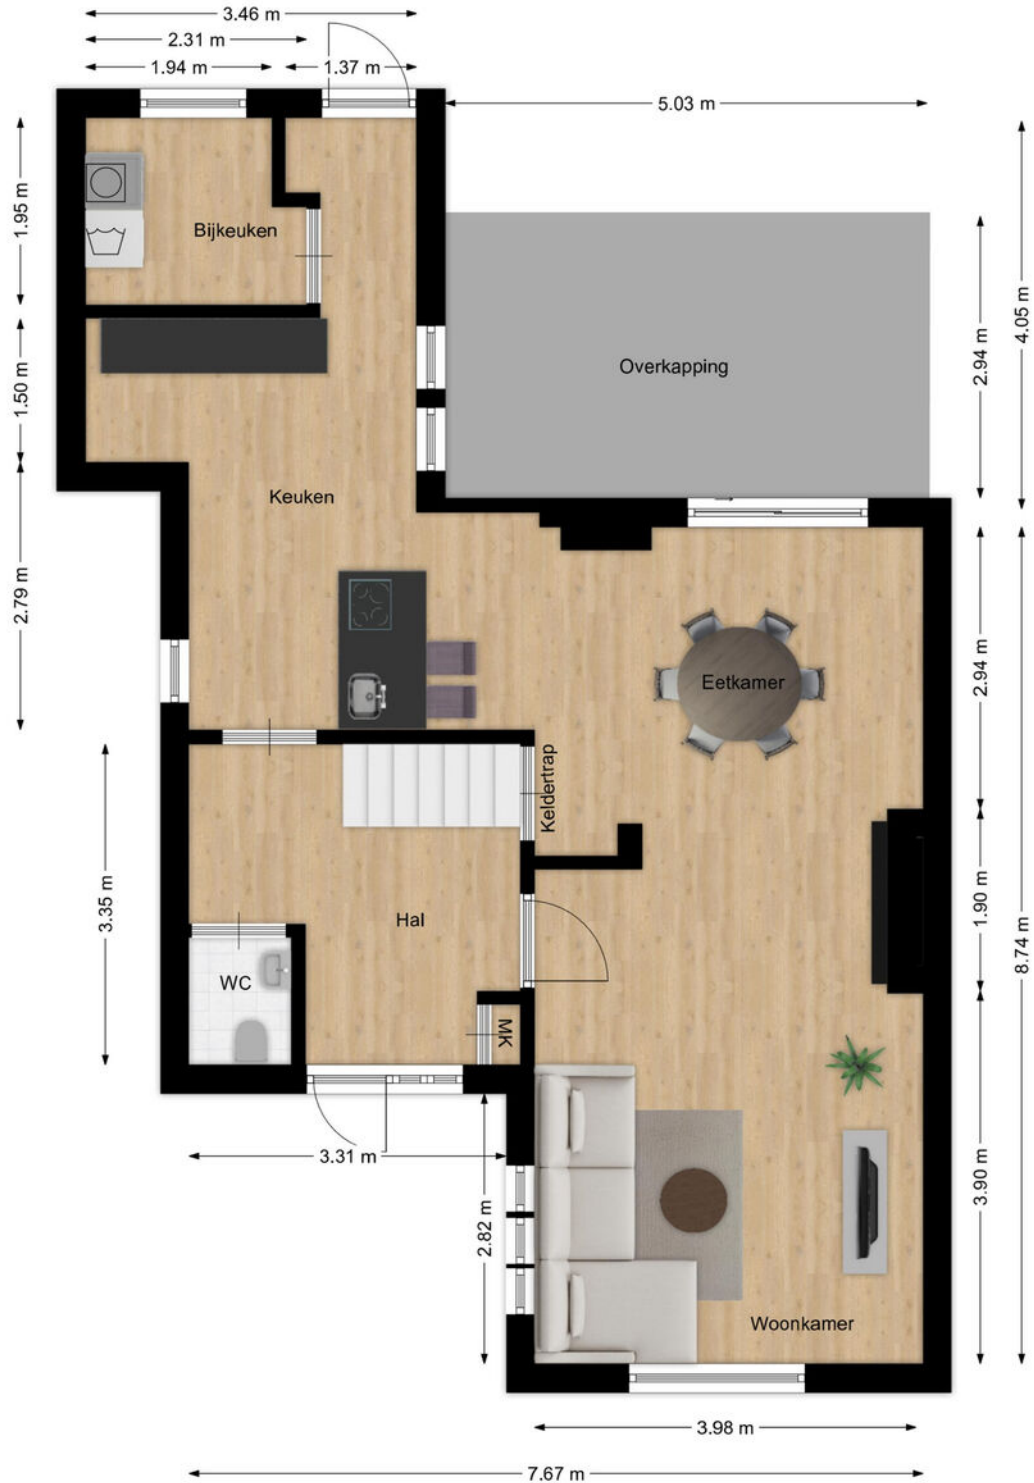 3.46 m
2.31 m
1.94 m
1.37 m
5.03 m
1.95 m
Bijkeuken
4.05 m
2.94 m
Overkapping
1.50 m
Keuken
2.79 m
2.94 m
Eetkamer
Keldertrap
3.35 m
Hal
1.90 m
8.74 m
WC
MK
3.31 m
2.82 m
3.90 m
Woonkamer
3.98 m
7.67 m